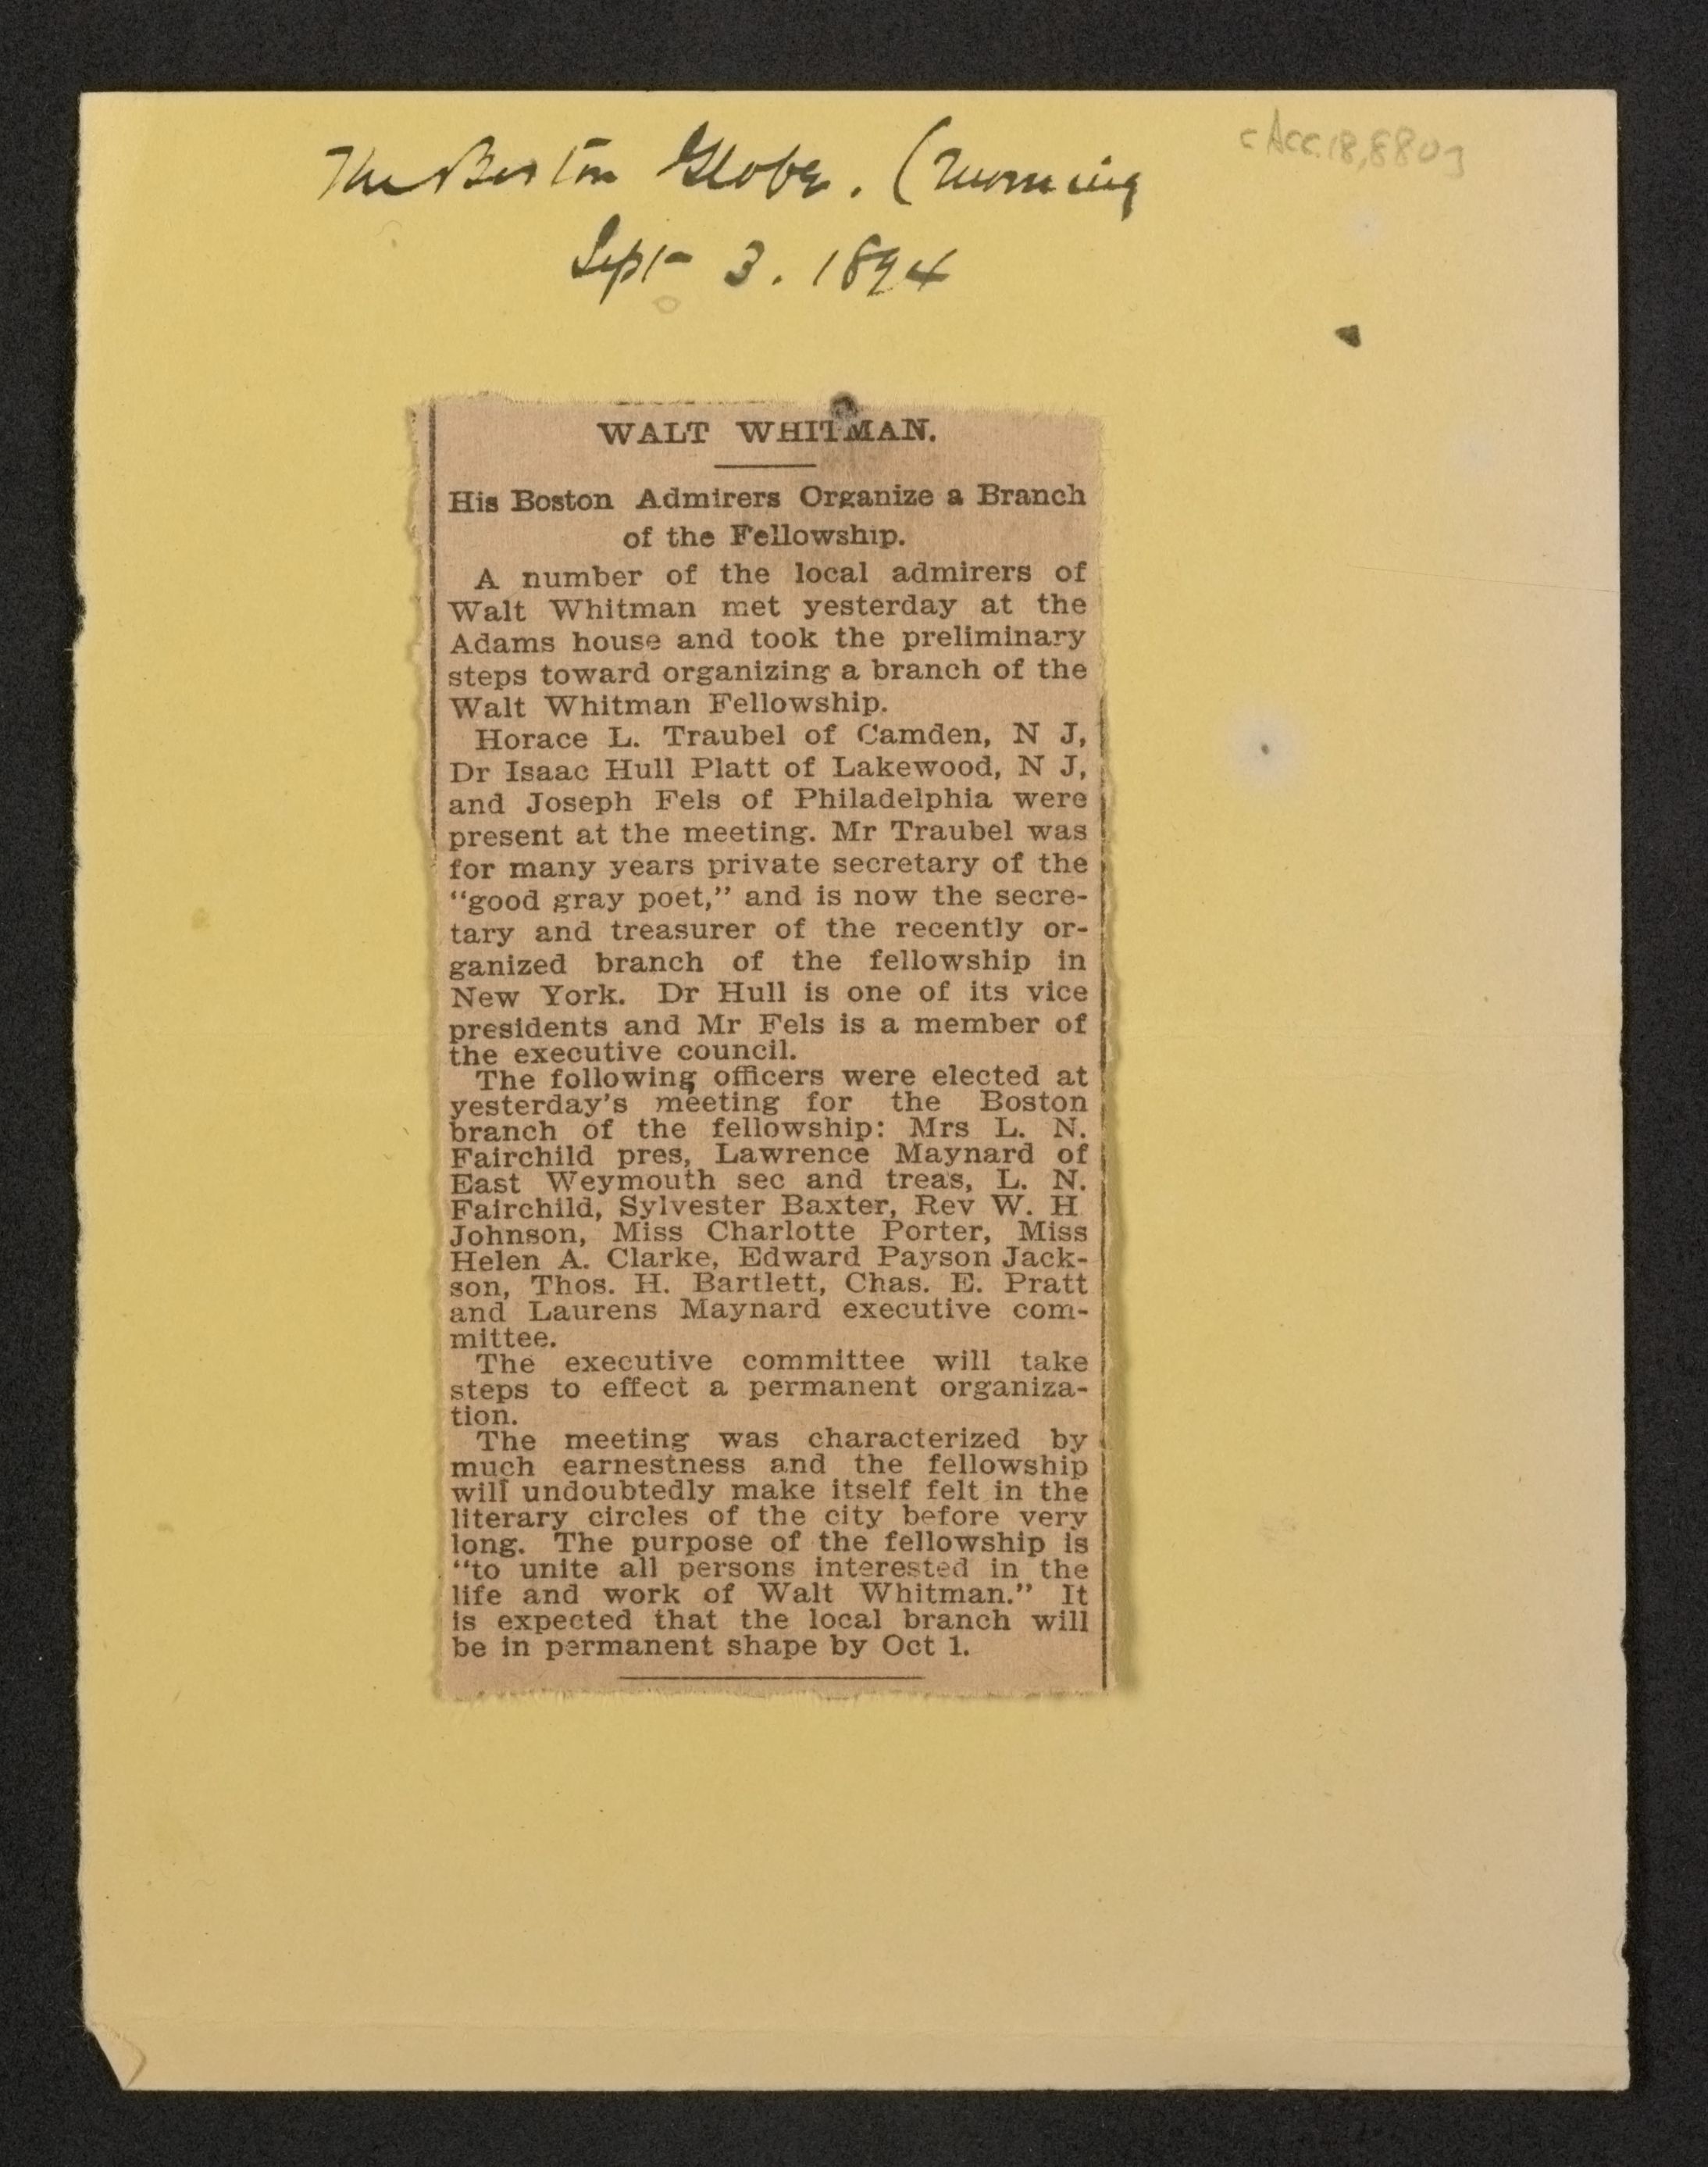 The Boston Globe. (Morning
Sept 3. 1894
[Acc. 18,880]
WALT WHITMAN.
His Boston Admirers Organize a Branch
of the Fellowship.
A number of the local admirers of
Walt Whitman met yesterday at the
Adams house and took the preliminary
steps toward organizing a branch of the
Walt Whitman Fellowship.
Horace L. Traubel of Camden, N J,
Dr Isaac Hull Platt of Lakewood, N J,
and Joseph Fels of Philadelphia were
present at the meeting. Mr Traubel was
for many years private secretary of the
“good gray poet,” and is now the secre-
tary and treasurer of the recently or-
ganized branch of the fellowship in
New York. Dr Hull is one of its vice
presidents and Mr Fels is a member of
the executive council.
The following officers were elected at
yesterday's meeting for the Boston
branch of the fellowship: Mrs L. N.
Fairchild pres, Lawrence Maynard of
East Weymouth sec and treas, L. N.
Fairchild, Sylvester Baxter, Rev W. H
Johnson, Miss Charlotte Porter, Miss
Helen A. Clarke, Edward Payson Jack-
son, Thos. H. Bartlett, Chas. E. Pratt
and Laurens Maynard executive com-
mittee.
The executive committee will take
steps to effect a permanent organiza-
tion.
The meeting was characterized by
much earnestness and the fellowship
will undoubtedly make itself felt in the
literary circles of the city before very
long. The purpose of the fellowship is
“to unite all persons interested in the
life and work of Walt Whitman.” It
is expected that the local branch will
be in permanent shape by Oct 1.